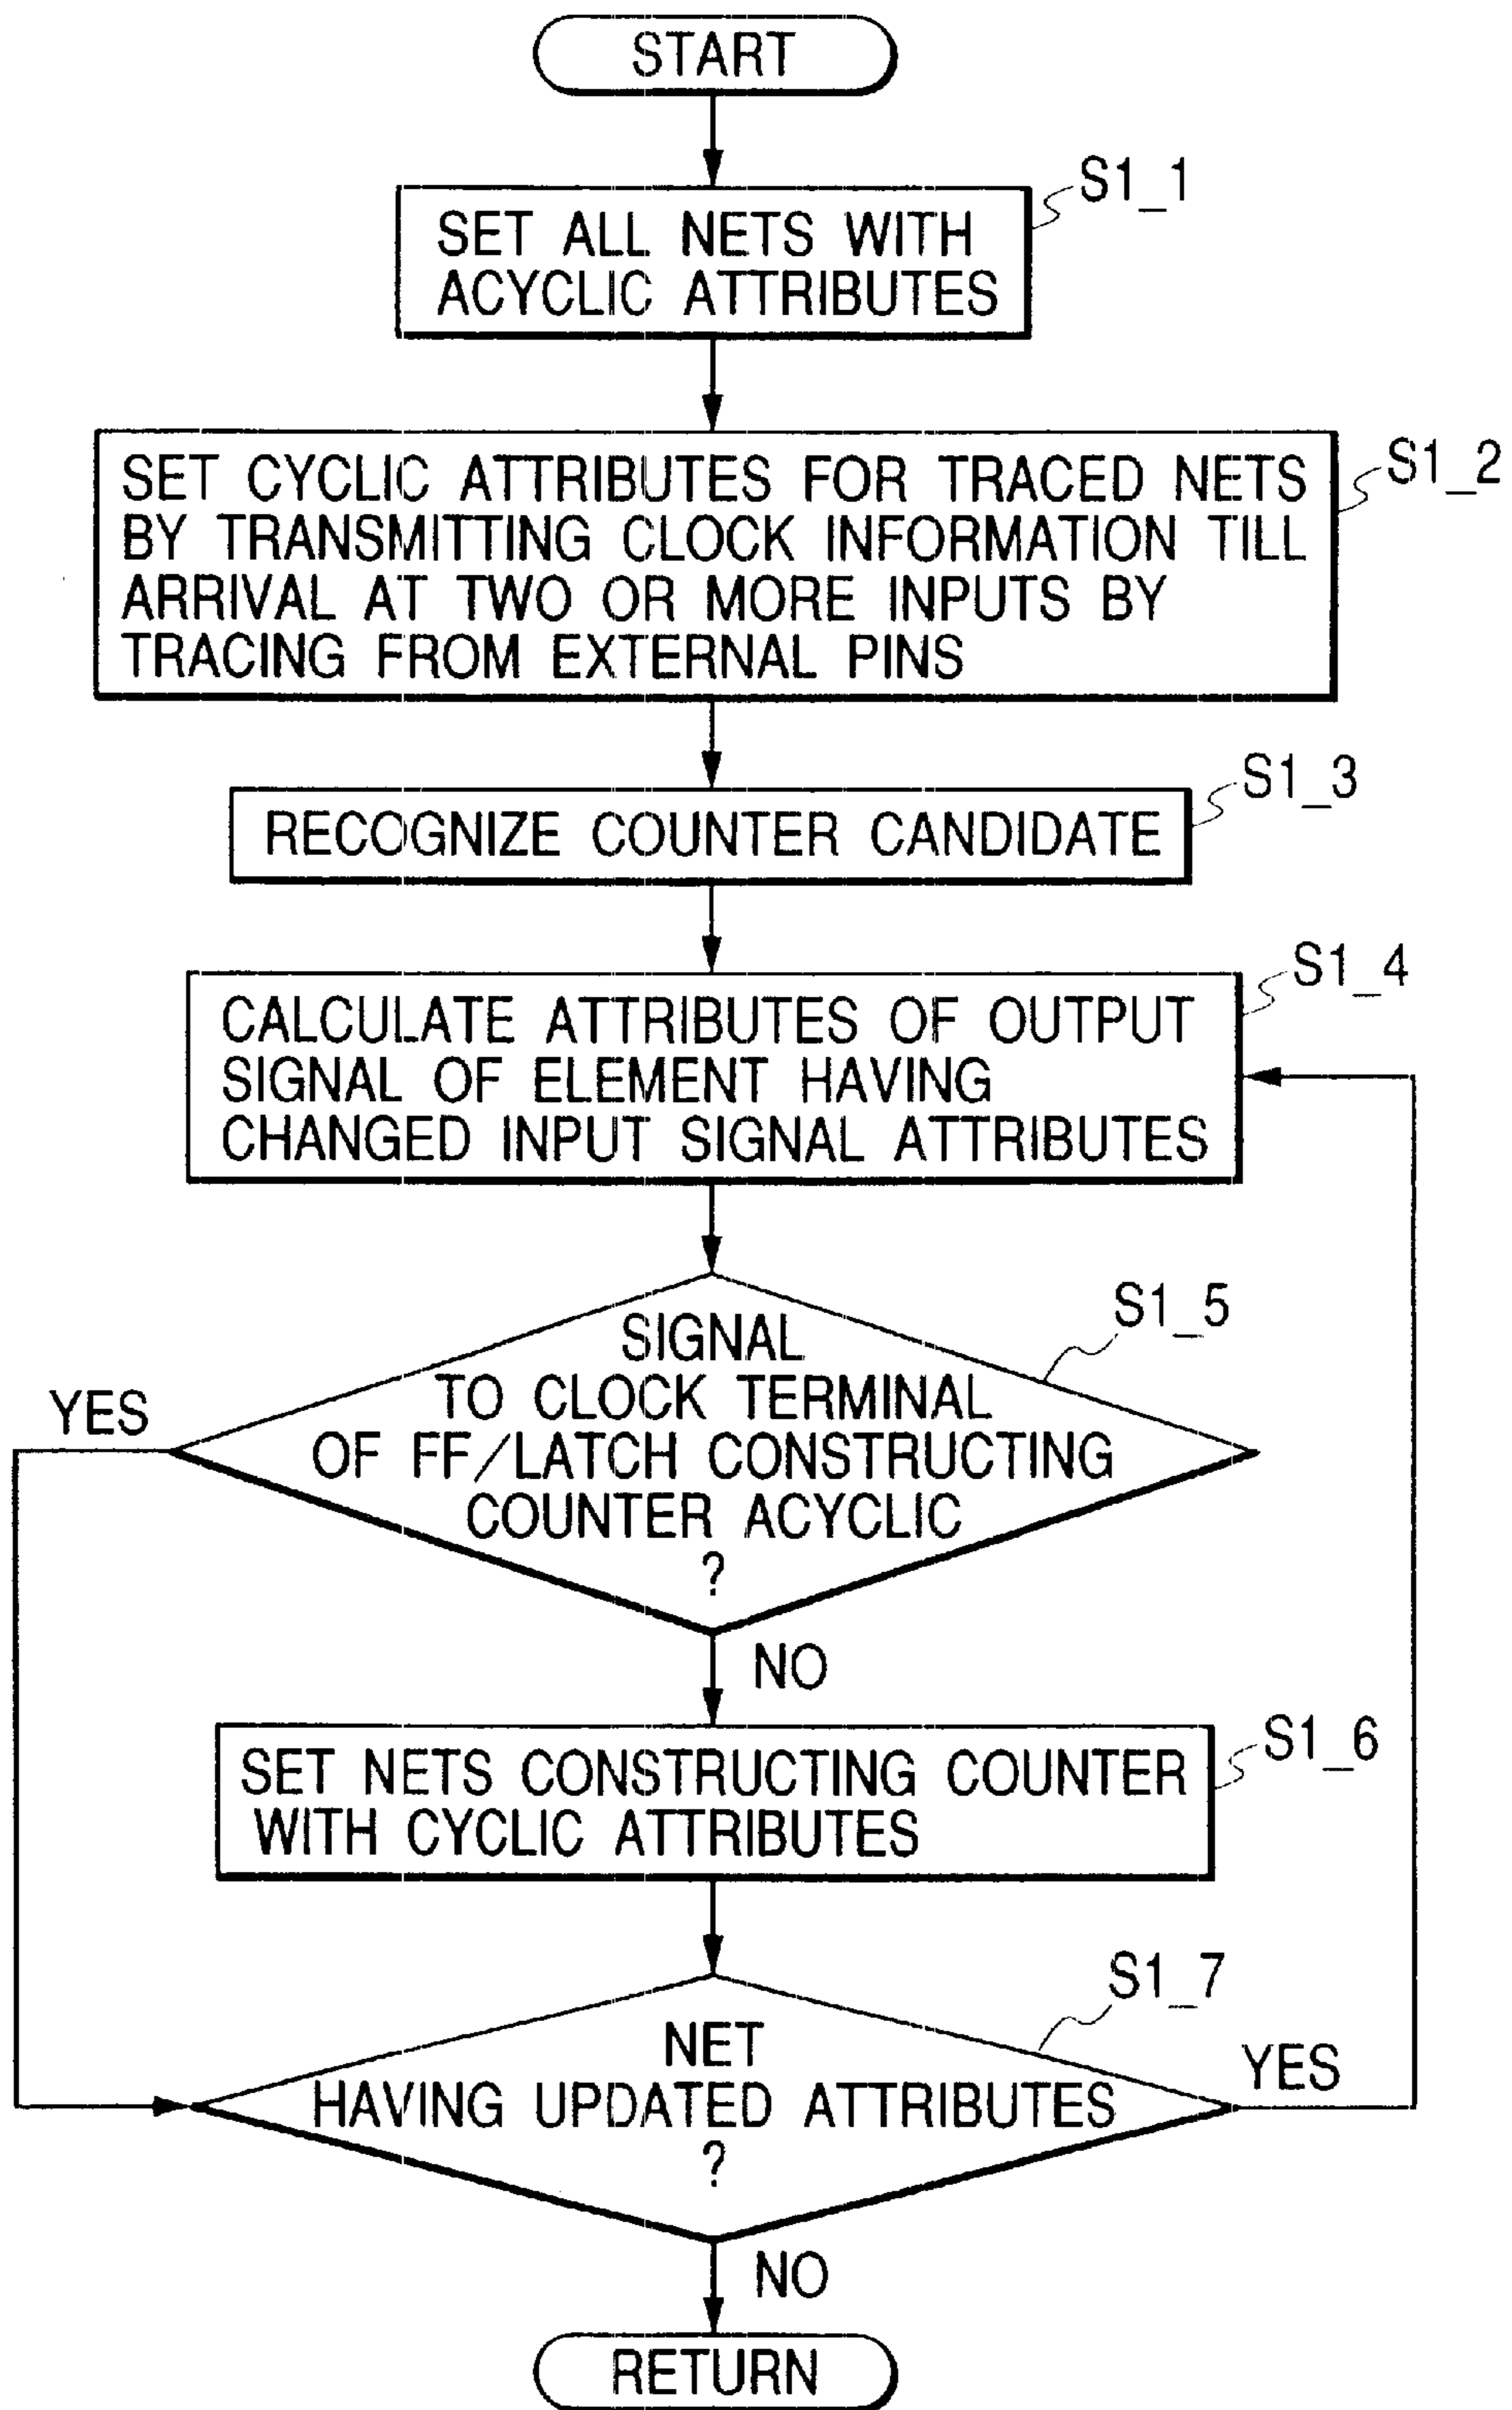 START
S1_1
SET ALL NETS WITH
ACYCLIC ATTRIBUTES
S1_2
SET CYCLIC ATTRIBUTES FOR TRACED NETS
BY TRANSMITTING CLOCK INFORMATION TILL
ARRIVAL AT TWO OR MORE INPUTS BY
TRACING FROM EXTERNAL PINS
S1_3
RECOGNIZE COUNTER CANDIDATE
S1_4
CALCULATE ATTRIBUTES OF OUTPUT
SIGNAL OF ELEMENT HAVING
CHANGED INPUT SIGNAL ATTRIBUTES
S1_5
SIGNAL
TO CLOCK TERMINAL
OF FF/LATCH CONSTRUCTING
COUNTER ACYCLIC
?
YES
NO
S1_6
SET NETS CONSTRUCTING COUNTER
WITH CYCLIC ATTRIBUTES
S1_7
NET
HAVING UPDATED ATTRIBUTES
?
YES
NO
RETURN